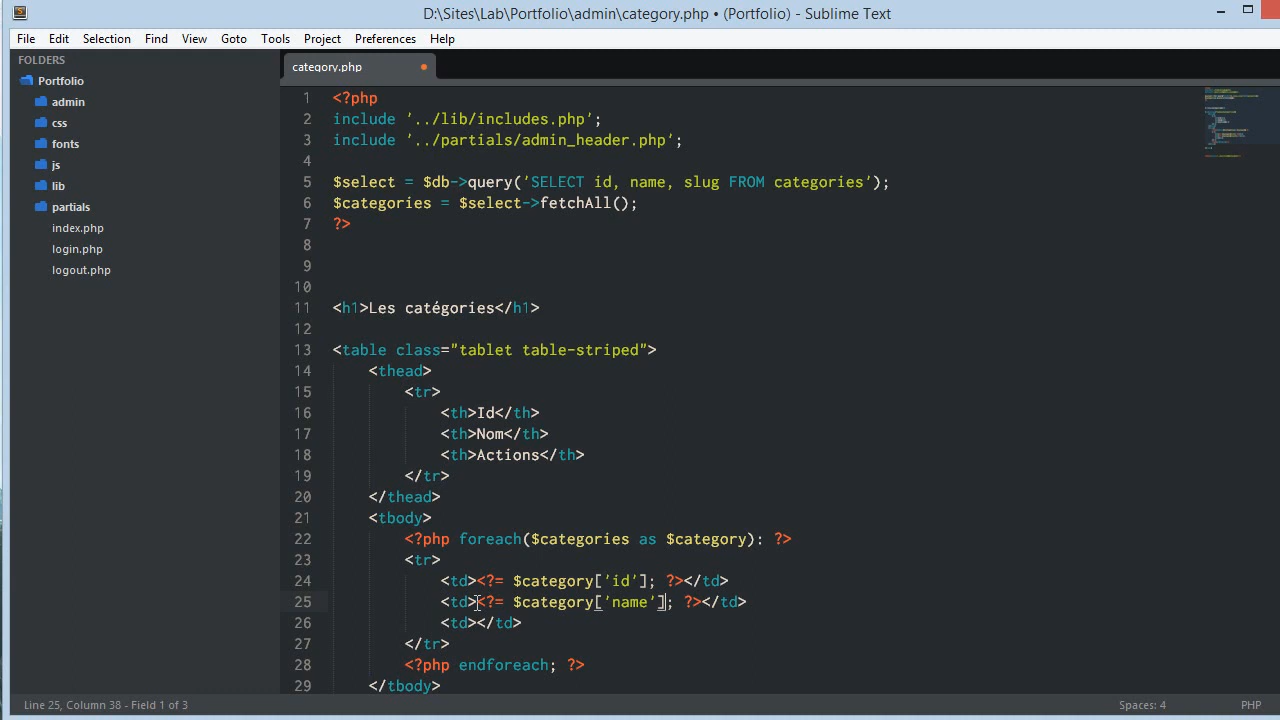 D:\Sites\Lab\Portfolio\admin\category.php • (Portfolio) - Sublime Text
File Edit Selection Find View Goto Tools Project Preferences Help
FOLDERS
Portfolio
admin
css
fonts
js
lib
partials
index.php
login.php
logout.php
category.php
1 <?php
2 include '../lib/includes.php';
3 include '../partials/admin_header.php';
4
5 $select = $db->query('SELECT id, name, slug FROM categories');
6 $categories = $select->fetchAll();
7 ?>
8
9
10
11 <h1>Les catégories</h1>
12
13 <table class="tablet table-striped">
14 <thead>
15 <tr>
16 <th>Id</th>
17 <th>Nom</th>
18 <th>Actions</th>
19 </tr>
20 </thead>
21 <tbody>
22 <?php foreach($categories as $category): ?>
23 <tr>
24 <td><?= $category['id']; ?></td>
25 <td><?= $category['name']; ?></td>
26 <td></td>
27 </tr>
28 <?php endforeach; ?>
29 </tbody>
Line 25, Column 38 - Field 1 of 3 Spaces: 4 PHP